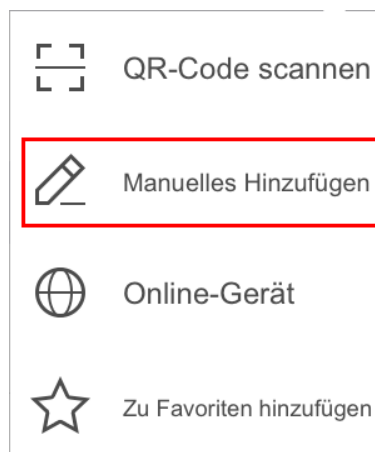 QR-Code scannen
Manuelles Hinzufügen
Online-Gerät
Zu Favoriten hinzufügen